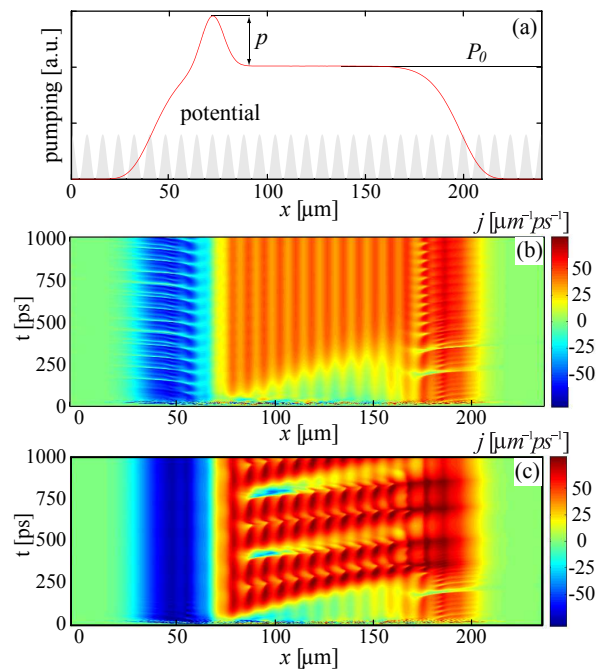 (a)
p
P₀
potential
pumping [a.u.]
0 50 100 150 200
x [μm]
j [μm⁻¹ps⁻¹]
(b)
1000
750
500
250
0
t [ps]
50
25
0
-25
-50
0 50 100 150 200
x [μm]
j [μm⁻¹ps⁻¹]
(c)
1000
750
500
250
0
t [ps]
50
25
0
-25
-50
0 50 100 150 200
x [μm]